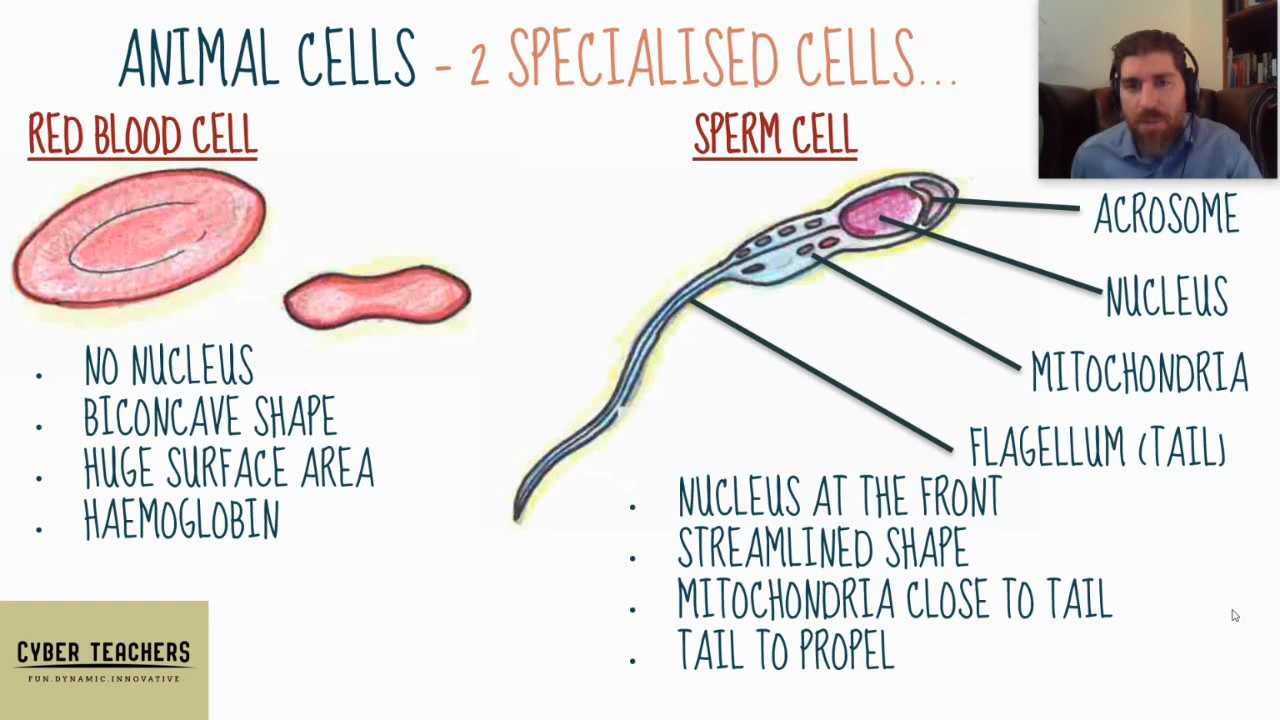 ANIMAL CELLS - 2 SPECIALISED CELLS...
RED BLOOD CELL
NO NUCLEUS
BICONCAVE SHAPE
HUGE SURFACE AREA
HAEMOGLOBIN
SPERM CELL
ACROSOME
NUCLEUS
MITOCHONDRIA
FLAGELLUM (TAIL)
NUCLEUS AT THE FRONT
STREAMLINED SHAPE
MITOCHONDRIA CLOSE TO TAIL
TAIL TO PROPEL
CYBER TEACHERS
FUN.DYNAMIC.INNOVATIVE